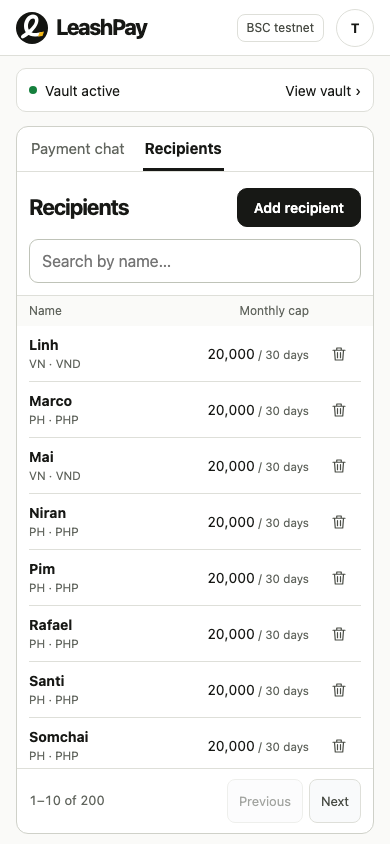 LeashPay
BSC testnet
T
Vault active
View vault ›
Payment chat
Recipients
Recipients
Add recipient
Search by name...
Name
Monthly cap
Linh
VN · VND
20,000 / 30 days
Marco
PH · PHP
20,000 / 30 days
Mai
VN · VND
20,000 / 30 days
Niran
PH · PHP
20,000 / 30 days
Pim
PH · PHP
20,000 / 30 days
Rafael
PH · PHP
20,000 / 30 days
Santi
PH · PHP
20,000 / 30 days
Somchai
PH · PHP
20,000 / 30 days
1–10 of 200
Previous
Next